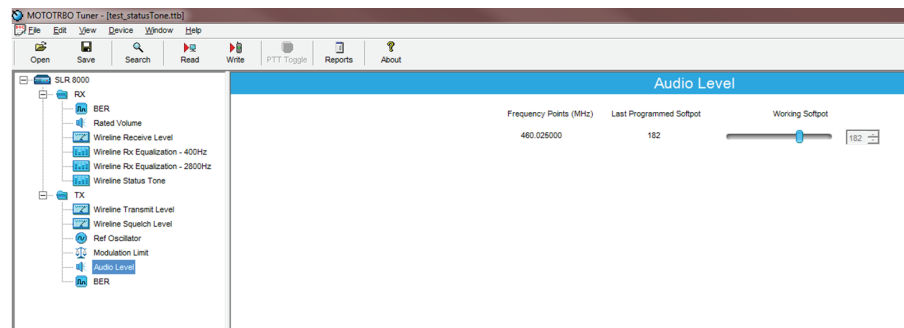 MOTOTRBO Tuner - [test_statusTone.ttb]
File Edit View Device Window Help
Open Save Search Read Write PTT Toggle Reports About
SLR 8000
RX
BER
Rated Volume
Wireline Receive Level
Wireline Rx Equalization - 400Hz
Wireline Rx Equalization - 2800Hz
Wireline Status Tone
TX
Wireline Transmit Level
Wireline Squelch Level
Ref Oscillator
Modulation Limit
Audio Level
BER
Audio Level
Frequency Points (MHz) Last Programmed Softpot Working Softpot
460.025000 182 182